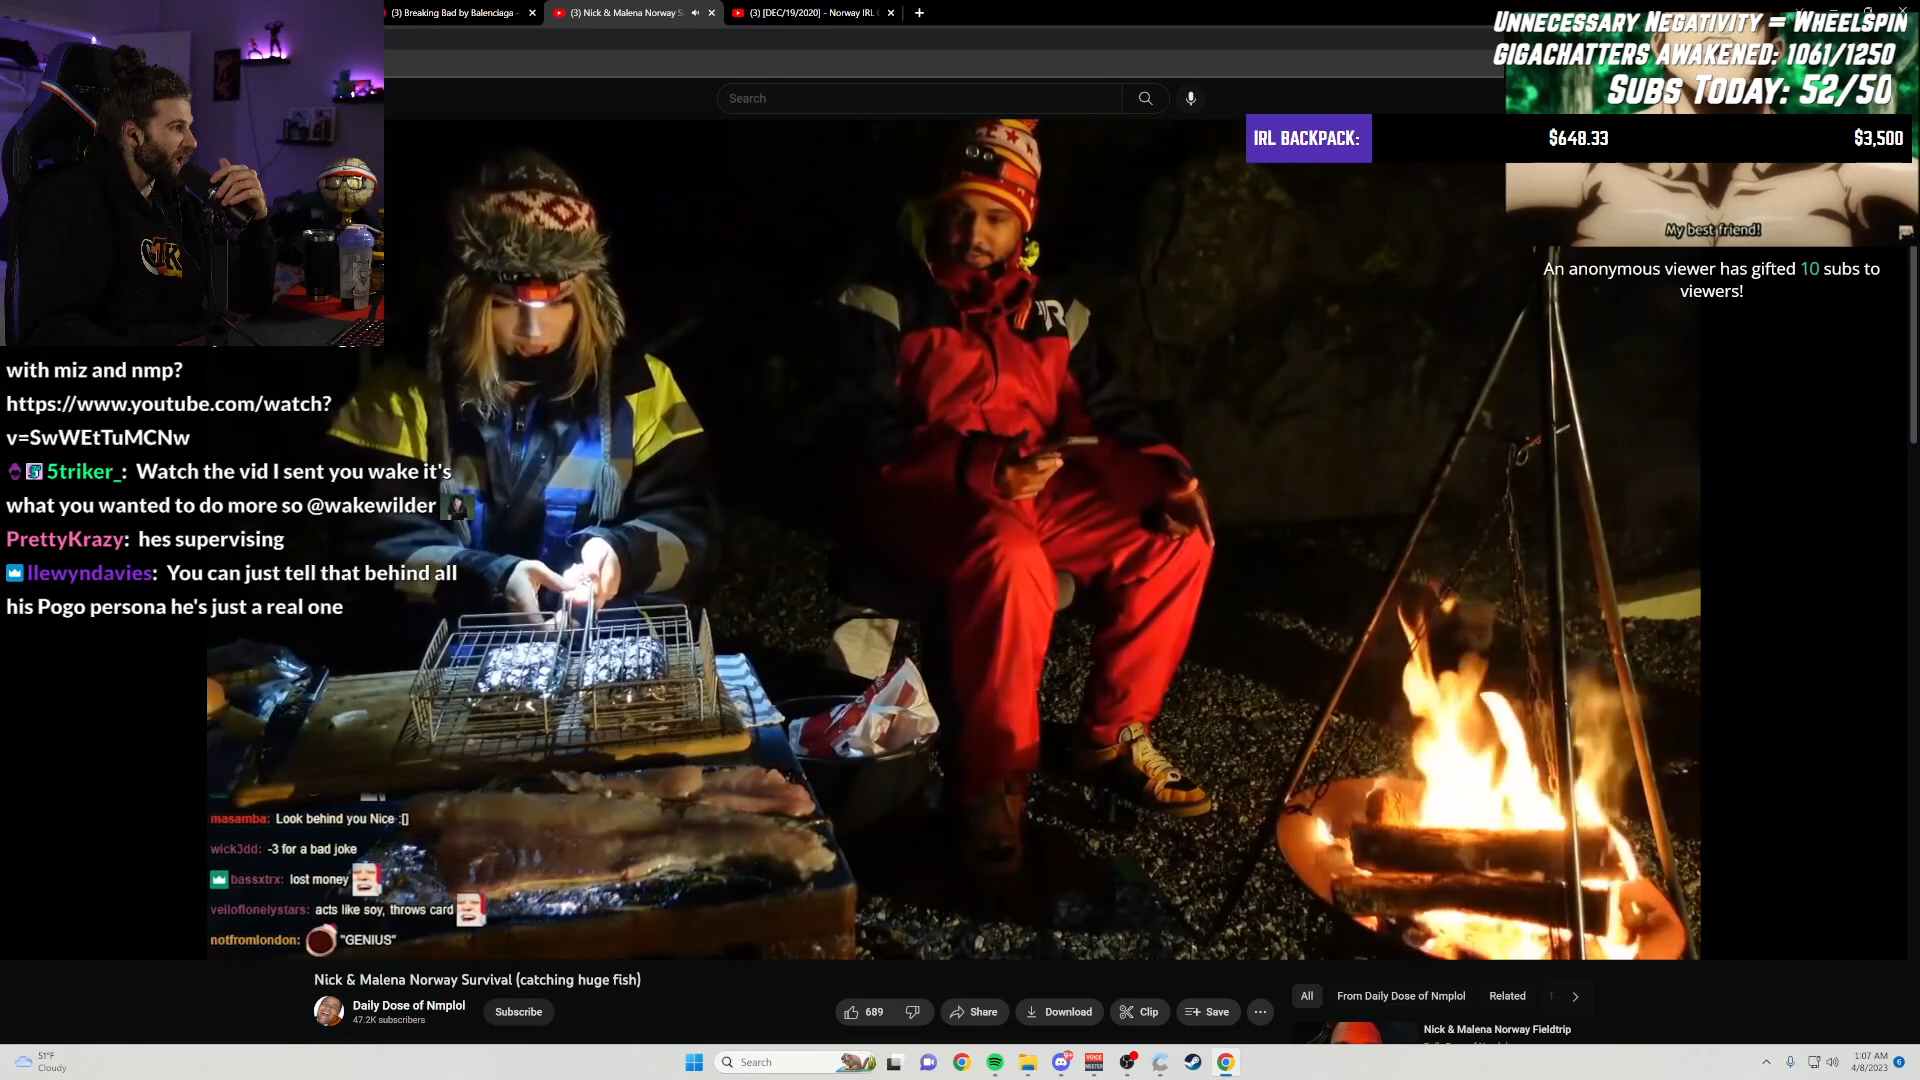 (3) Breaking Bad by Balenciaga -
(3) Nick & Malena Norway S
(3) [DEC/19/2020] - Norway IRL
Search
Unnecessary Negativity = Wheelspin
GigaChatters Awakened: 1061/1250
Subs Today: 52/50
IRL BACKPACK:
$648.33
$3,500
My best friend!
An anonymous viewer has gifted 10 subs to
viewers!
with miz and nmp?
https://www.youtube.com/watch?
v=SwWEtTuMCNw
5triker_: Watch the vid I sent you wake it's
what you wanted to do more so @wakewilder
PrettyKrazy: hes supervising
llewyndavies: You can just tell that behind all
his Pogo persona he's just a real one
masamba: Look behind you Nice :[]
wick3dd: -3 for a bad joke
bassxtrx: lost money
veiloflonelystars: acts like soy, throws card
notfromlondon: "GENIUS"
Nick & Malena Norway Survival (catching huge fish)
Daily Dose of Nmplol
47.2K subscribers
Subscribe
689
Share
Download
Clip
Save
All
From Daily Dose of Nmplol
Related
Nick & Malena Norway Fieldtrip
51°F
Cloudy
Search
9+
VOICE
MEETER
1:07 AM
4/8/2023
6